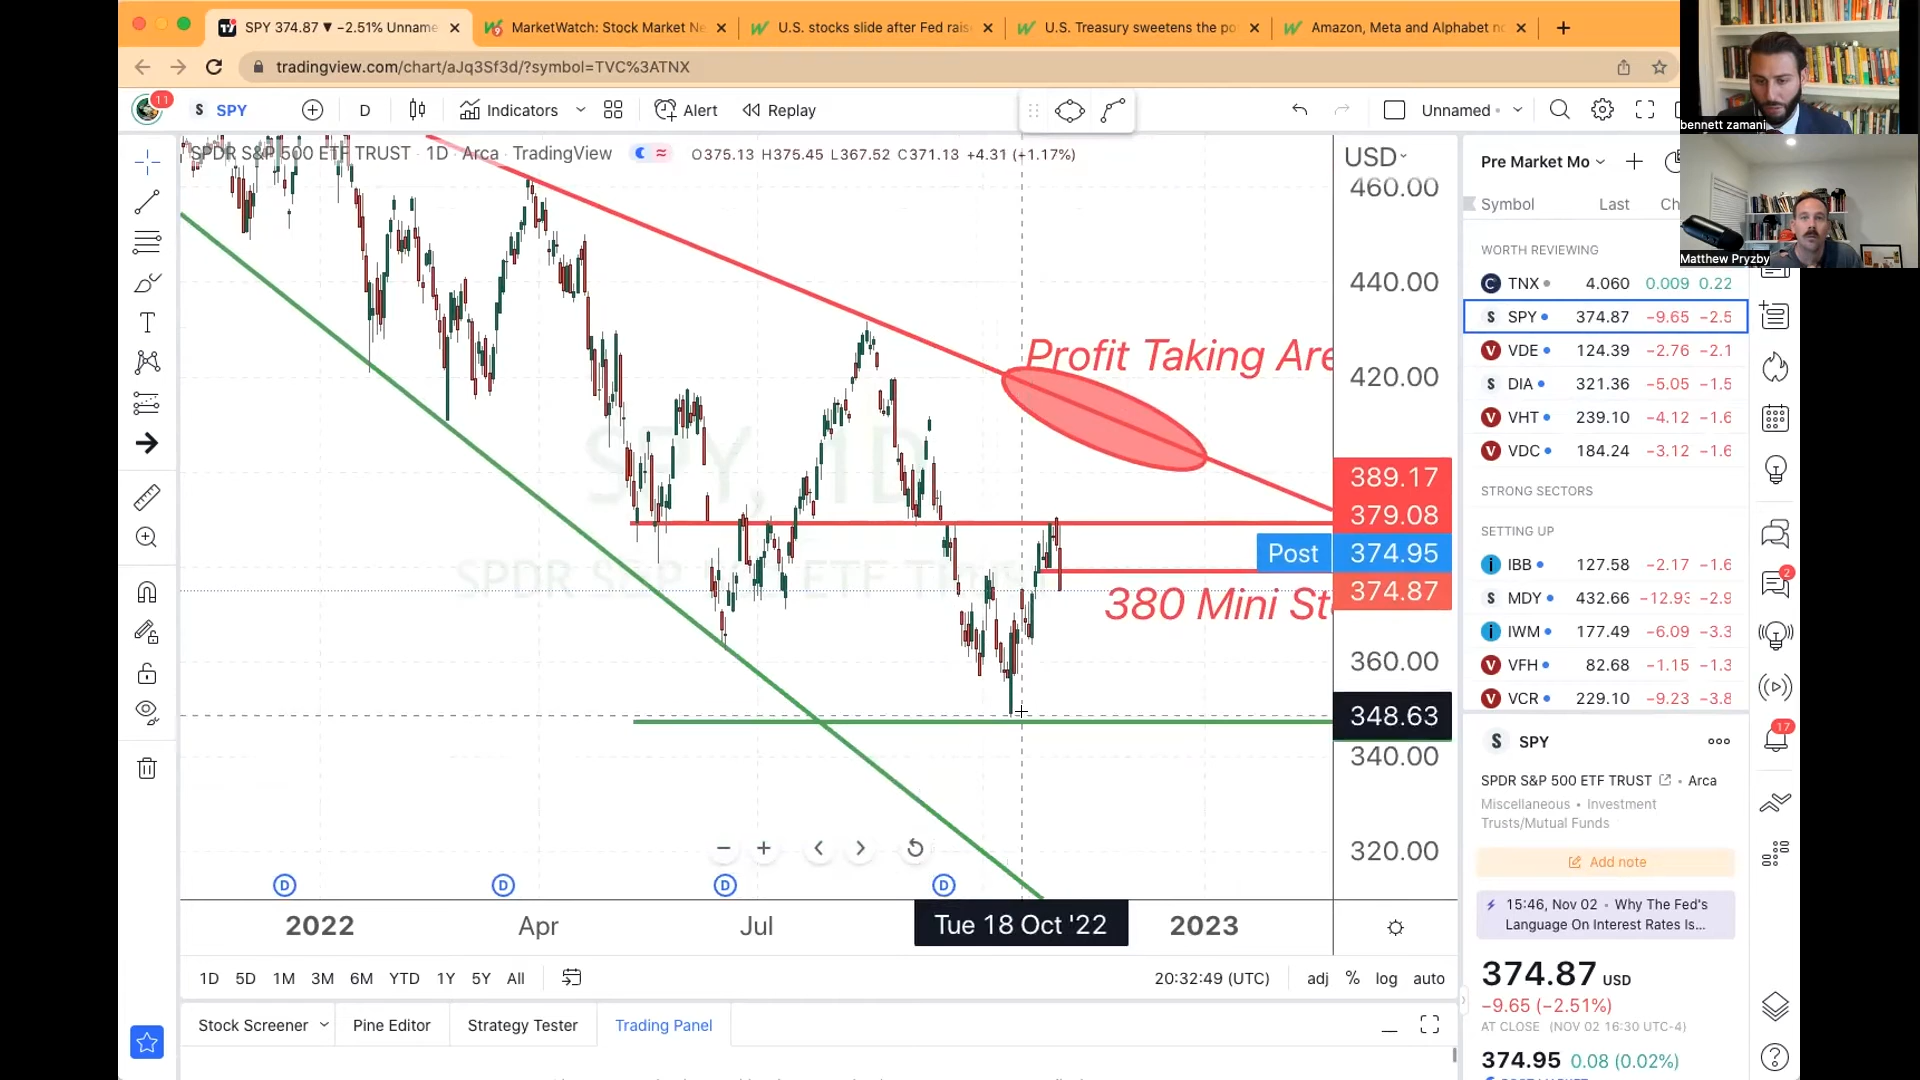 SPY 374.87 ▼ −2.51% Unname
MarketWatch: Stock Market Ne
U.S. stocks slide after Fed rais
U.S. Treasury sweetens the po
Amazon, Meta and Alphabet no
tradingview.com/chart/aJq3Sf3d/?symbol=TVC%3ATNX
bennett zamani
Matthew Pryzby
11
SPY
D
Indicators
Alert
Replay
Unnamed
SPDR S&P 500 ETF TRUST · 1D · Arca · TradingView
O375.13 H375.45 L367.52 C371.13 +4.31 (+1.17%)
USD
460.00
440.00
420.00
389.17
379.08
Post 374.95
374.87
360.00
348.63
340.00
320.00
SPY, 1D
Profit Taking Are
380 Mini St
D
D
D
D
2022
Apr
Jul
Tue 18 Oct '22
2023
1D 5D 1M 3M 6M YTD 1Y 5Y All
20:32:49 (UTC)
adj % log auto
Stock Screener
Pine Editor
Strategy Tester
Trading Panel
Pre Market Mo
Symbol Last Ch
WORTH REVIEWING
TNX 4.060 0.009 0.22
SPY 374.87 −9.65 −2.5
VDE 124.39 −2.76 −2.1
DIA 321.36 −5.05 −1.5
VHT 239.10 −4.12 −1.6
VDC 184.24 −3.12 −1.6
STRONG SECTORS
SETTING UP
IBB 127.58 −2.17 −1.6
MDY 432.66 −12.93 −2.9
IWM 177.49 −6.09 −3.3
VFH 82.68 −1.15 −1.3
VCR 229.10 −9.23 −3.8
S SPY
SPDR S&P 500 ETF TRUST · Arca
Miscellaneous • Investment
Trusts/Mutual Funds
Add note
15:46, Nov 02 • Why The Fed's
Language On Interest Rates Is...
374.87 USD
−9.65 (−2.51%)
AT CLOSE (NOV 02 16:30 UTC-4)
374.95 0.08 (0.02%)
2
17